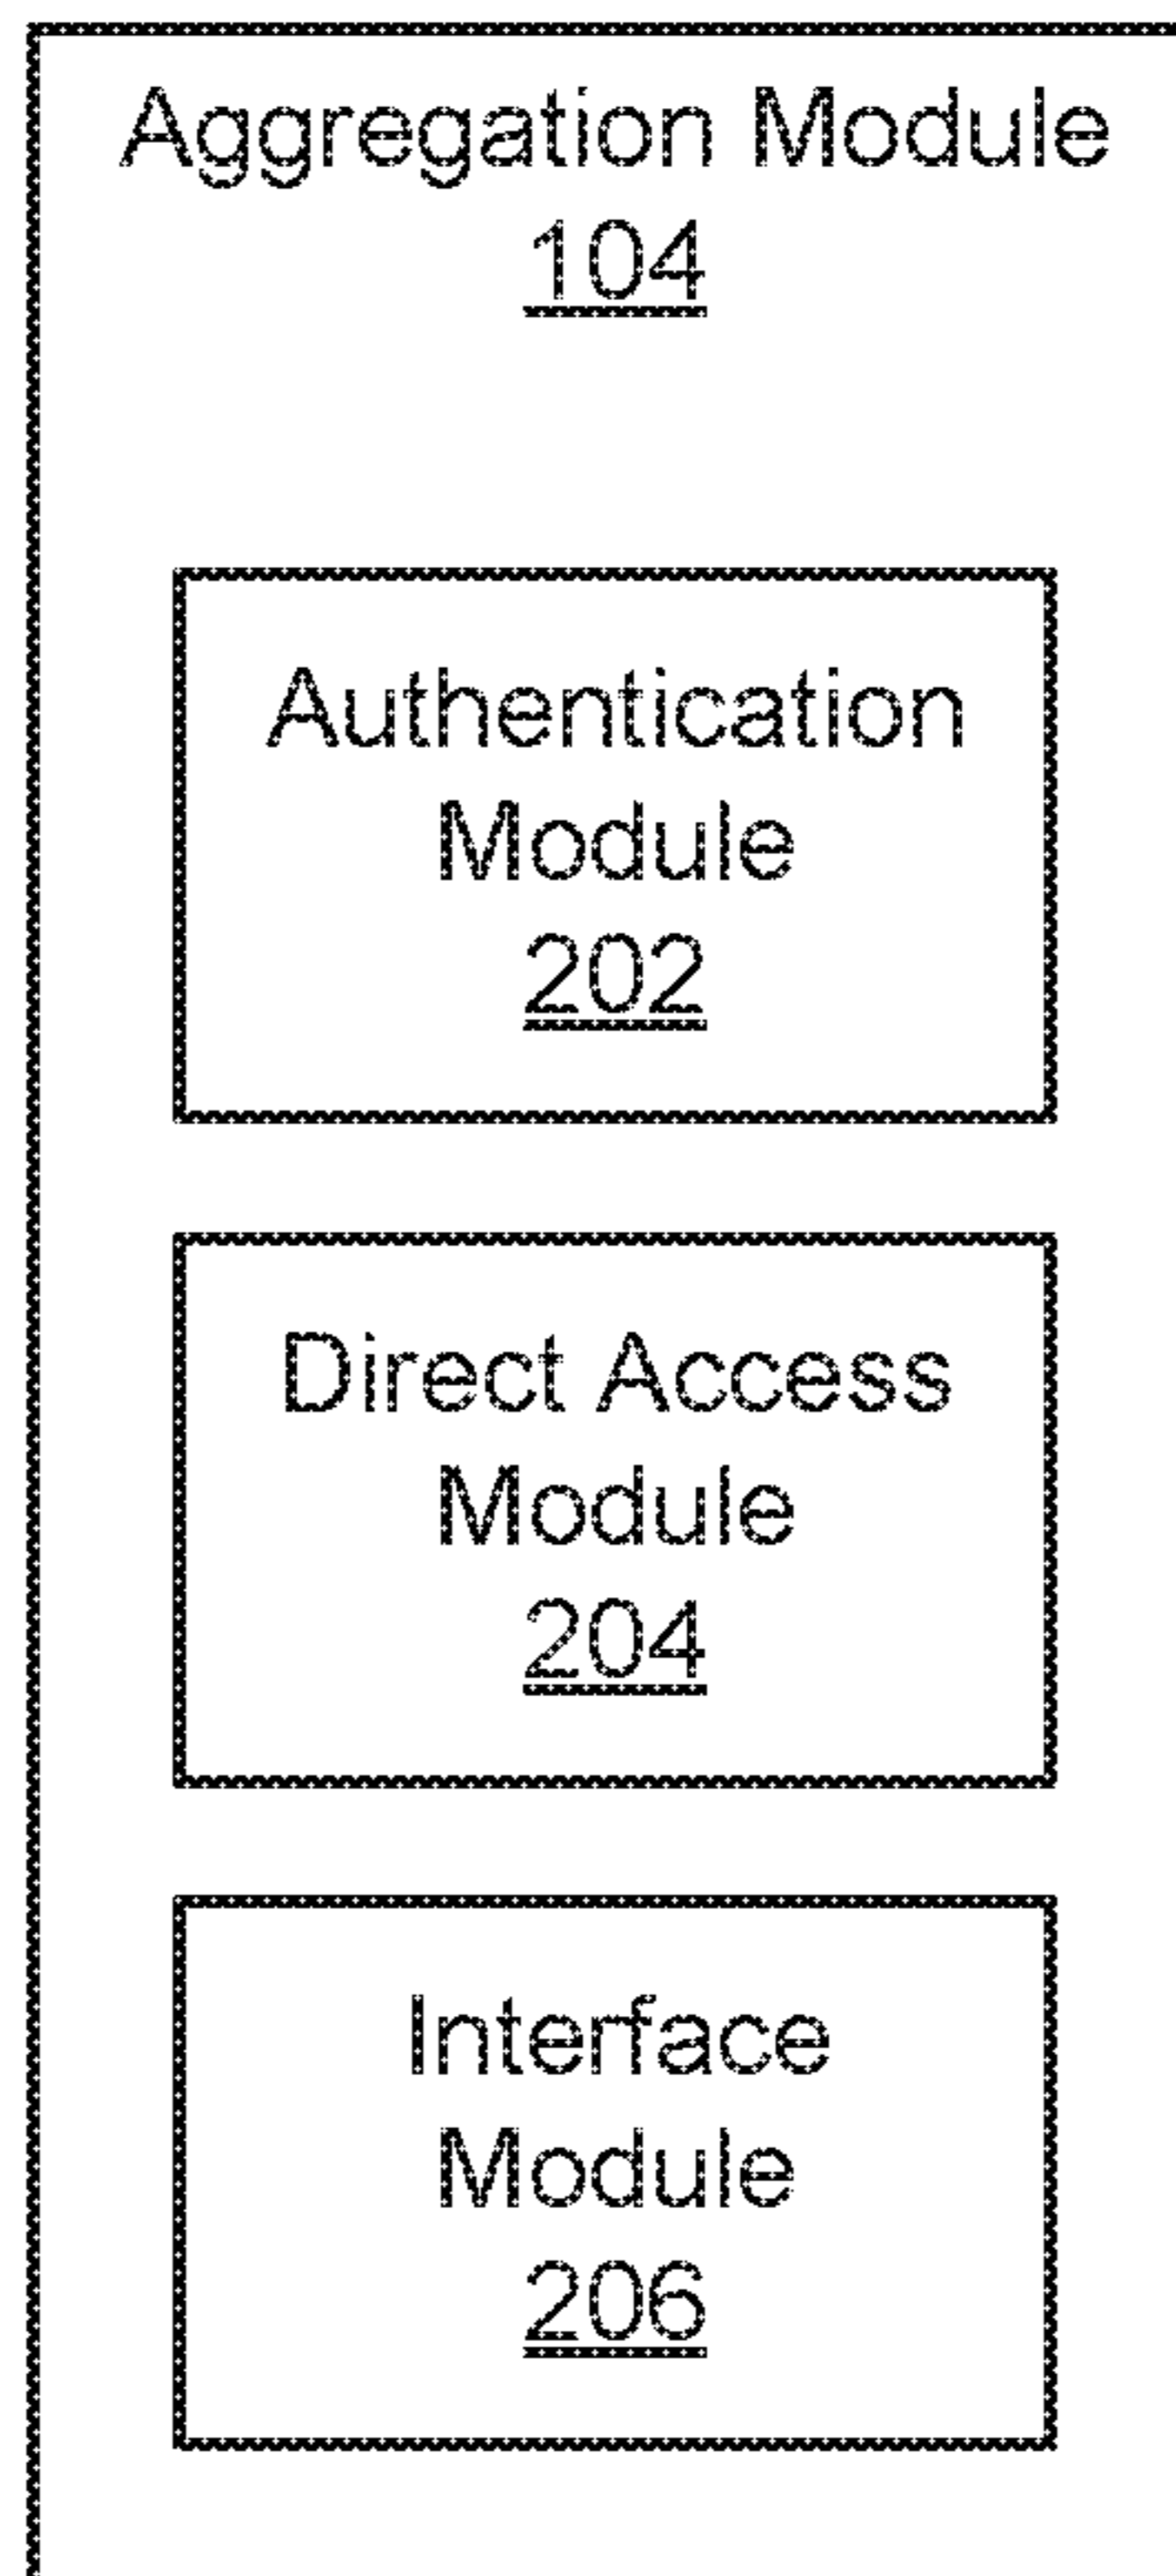 Aggregation Module
104
Authentication
Module
202
Direct Access
Module
204
Interface
Module
206